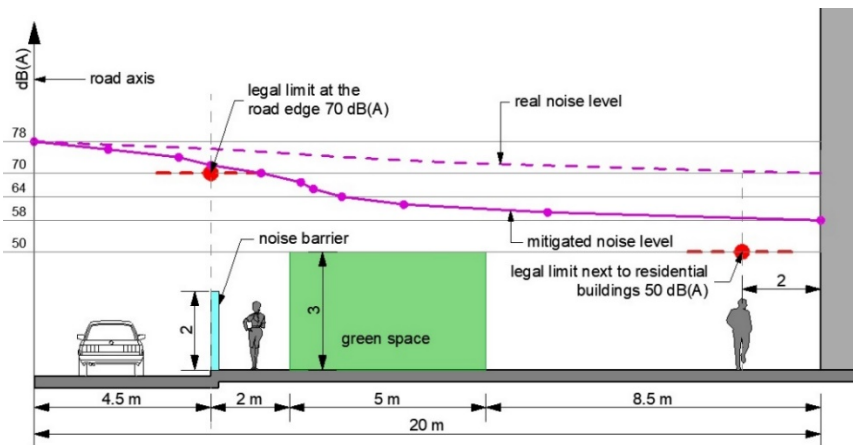 dB(A)
road axis
legal limit at the
road edge 70 dB(A)
real noise level
78
70
64
58
50
noise barrier
mitigated noise level
legal limit next to residential
buildings 50 dB(A)
2
2
3
green space
4.5 m
2 m
5 m
8.5 m
20 m